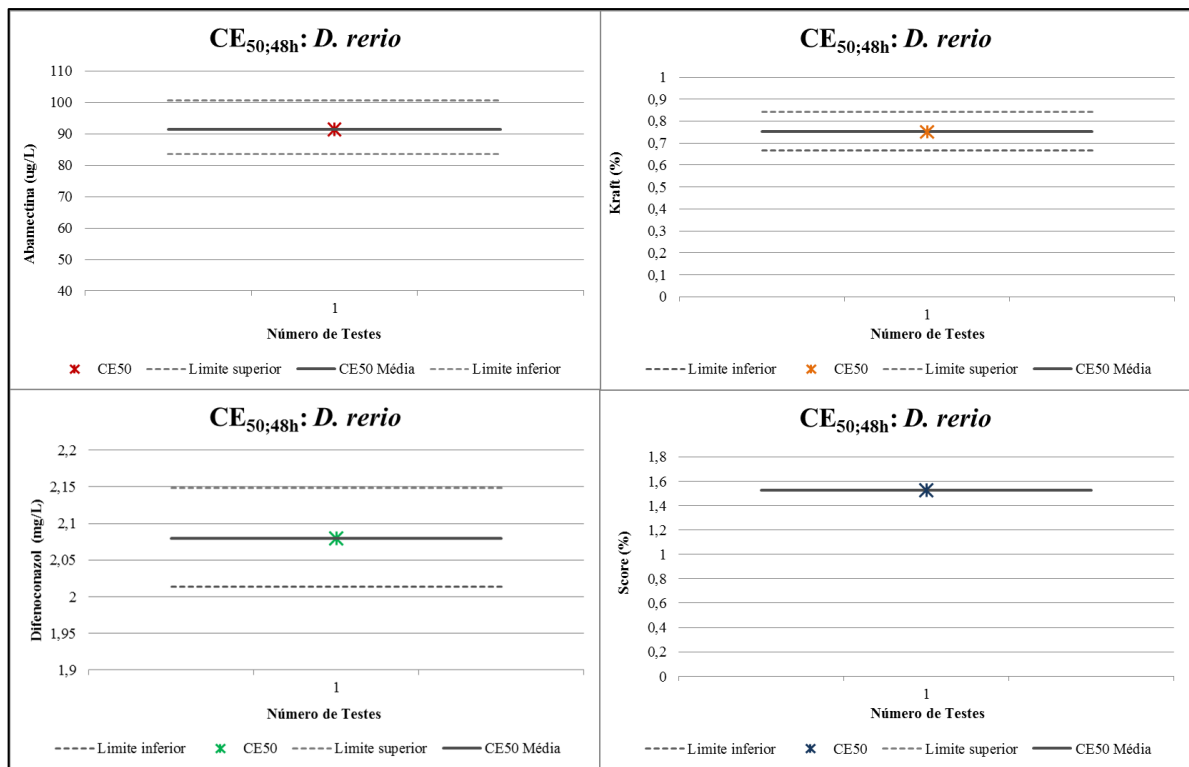 CE50;48h: D. rerio
Abamectina (ug/L)
110
100
90
80
70
60
50
40
1
Número de Testes
CE50
Limite superior
CE50 Média
Limite inferior
CE50;48h: D. rerio
Kraft (%)
1
0,9
0,8
0,7
0,6
0,5
0,4
0,3
0,2
0,1
0
1
Número de Testes
Limite inferior
CE50
Limite superior
CE50 Média
CE50;48h: D. rerio
Difenoconazol (mg/L)
2,2
2,15
2,1
2,05
2
1,95
1,9
1
Número de Testes
Limite inferior
CE50
Limite superior
CE50 Média
CE50;48h: D. rerio
Score (%)
1,8
1,6
1,4
1,2
1
0,8
0,6
0,4
0,2
0
1
Número de Testes
Limite inferior
CE50
Limite superior
CE50 Média